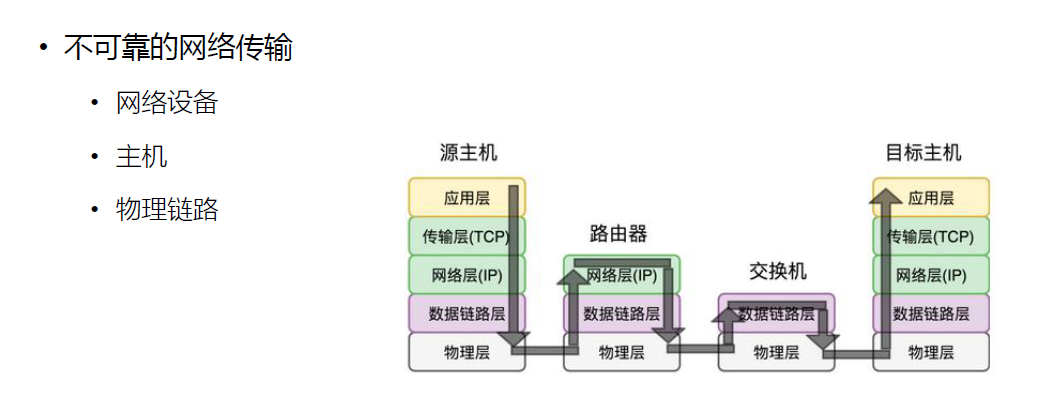 • 不可靠的网络传输
• 网络设备
• 主机
• 物理链路
源主机
应用层
传输层(TCP)
网络层(IP)
数据链路层
物理层
路由器
网络层(IP)
数据链路层
物理层
交换机
数据链路层
物理层
目标主机
应用层
传输层(TCP)
网络层(IP)
数据链路层
物理层